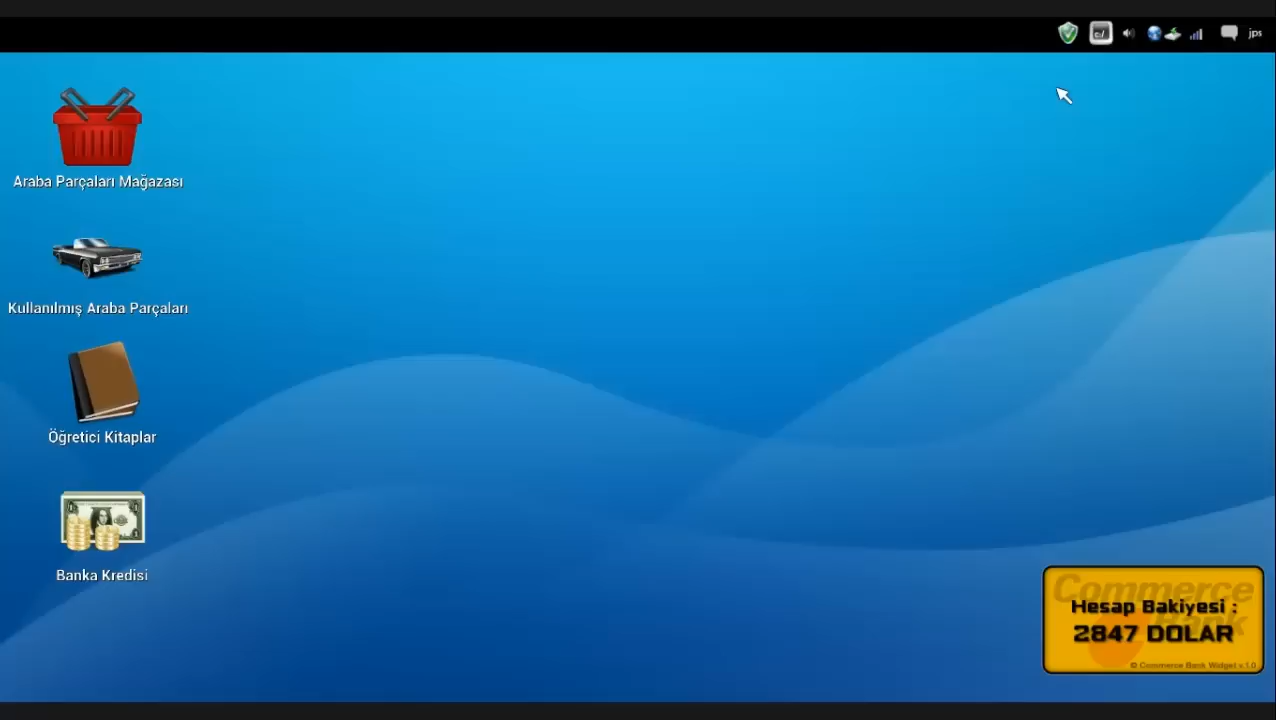 c:/
jps
Araba Parçaları Mağazası
Kullanılmış Araba Parçaları
Öğretici Kitaplar
Banka Kredisi
Commerce Bank
Hesap Bakiyesi :
2847 DOLAR
© Commerce Bank Widget v.1.0